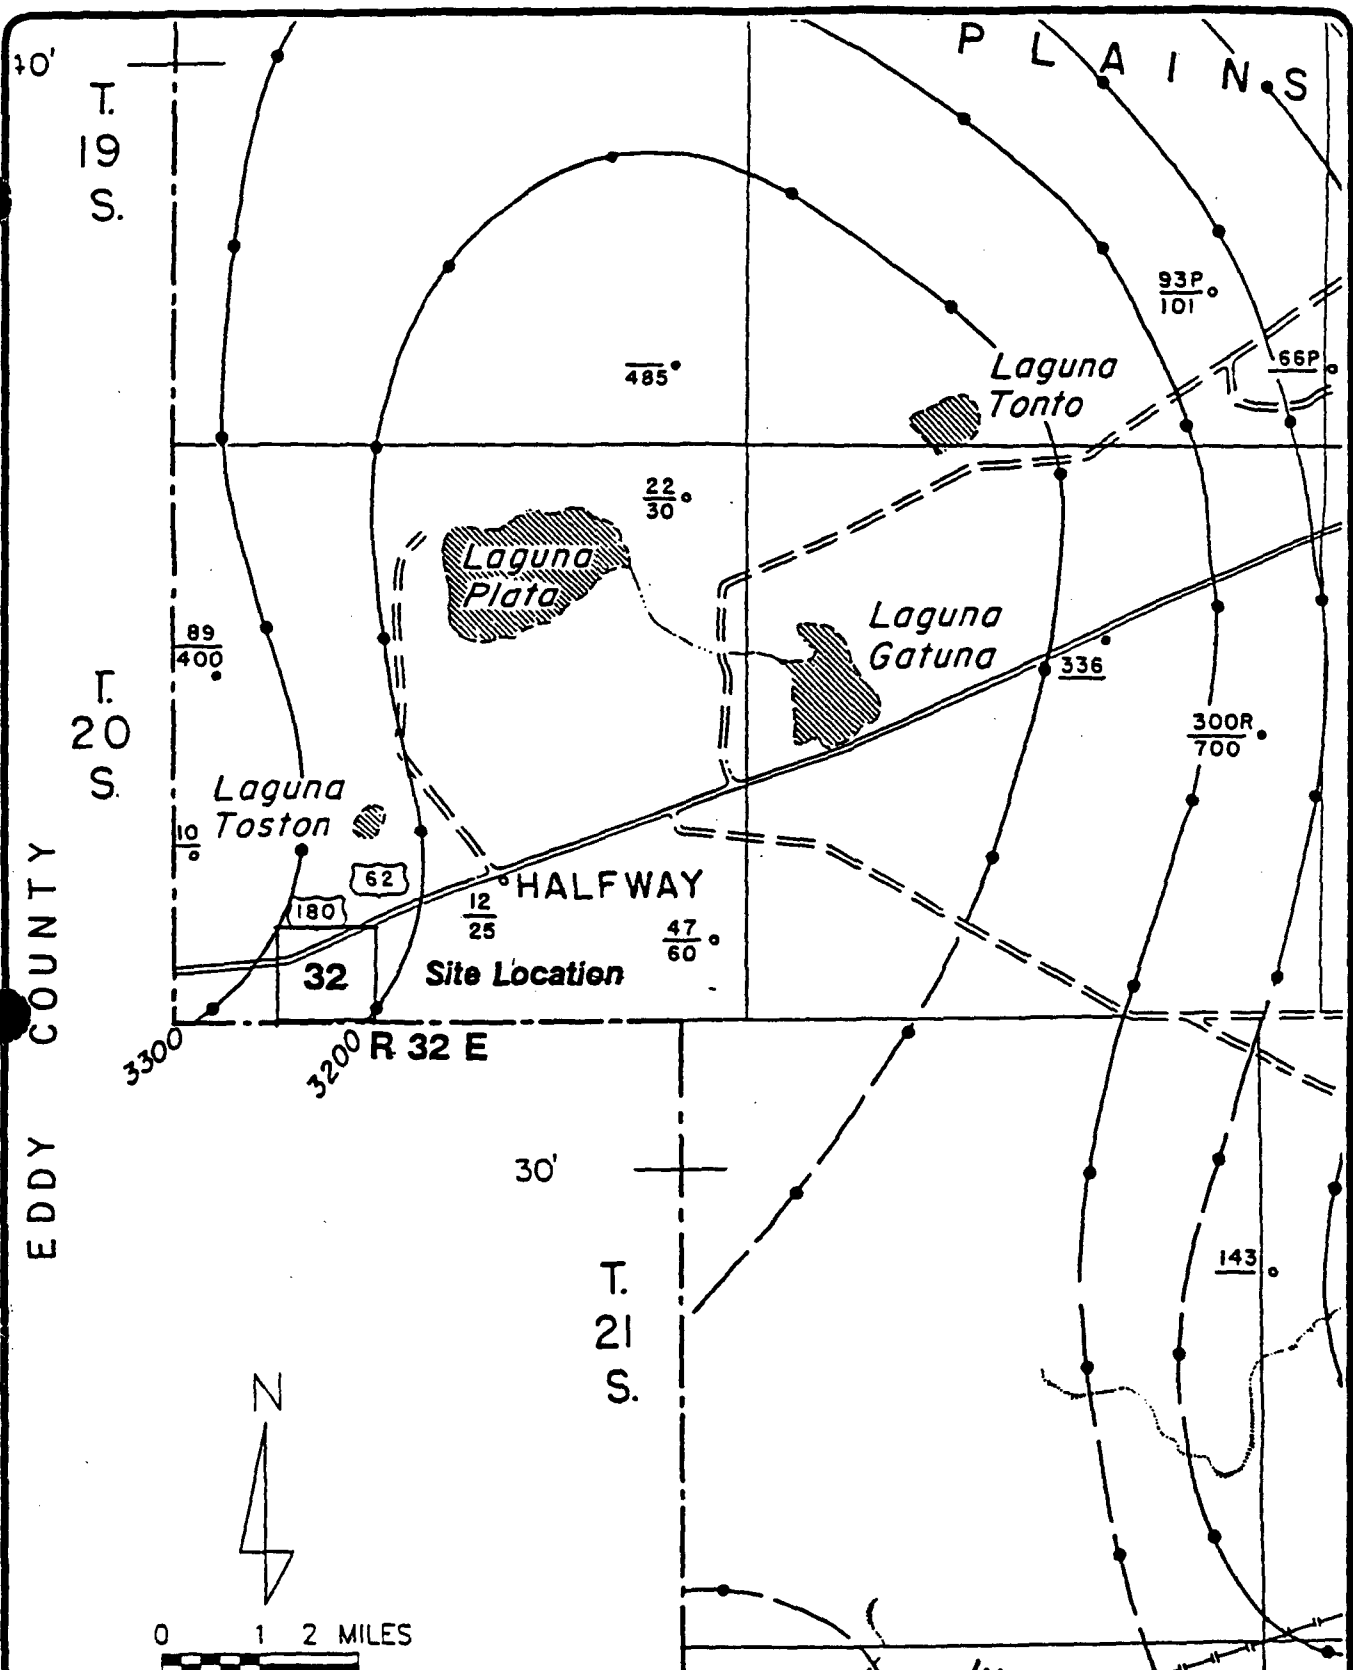 P L A I N S
40'
T.
19
S.
93P
101
66P
485
Laguna
Tonto
22
30
Laguna
Plata
Laguna
Gatuna
89
400
336
T.
20
S.
300R
700
Laguna
Toston
10
62
HALFWAY
180
12
25
47
60
32
Site Location
EDDY COUNTY
3300
3200
R 32 E
30'
143
T.
21
S.
N
0 1 2 MILES